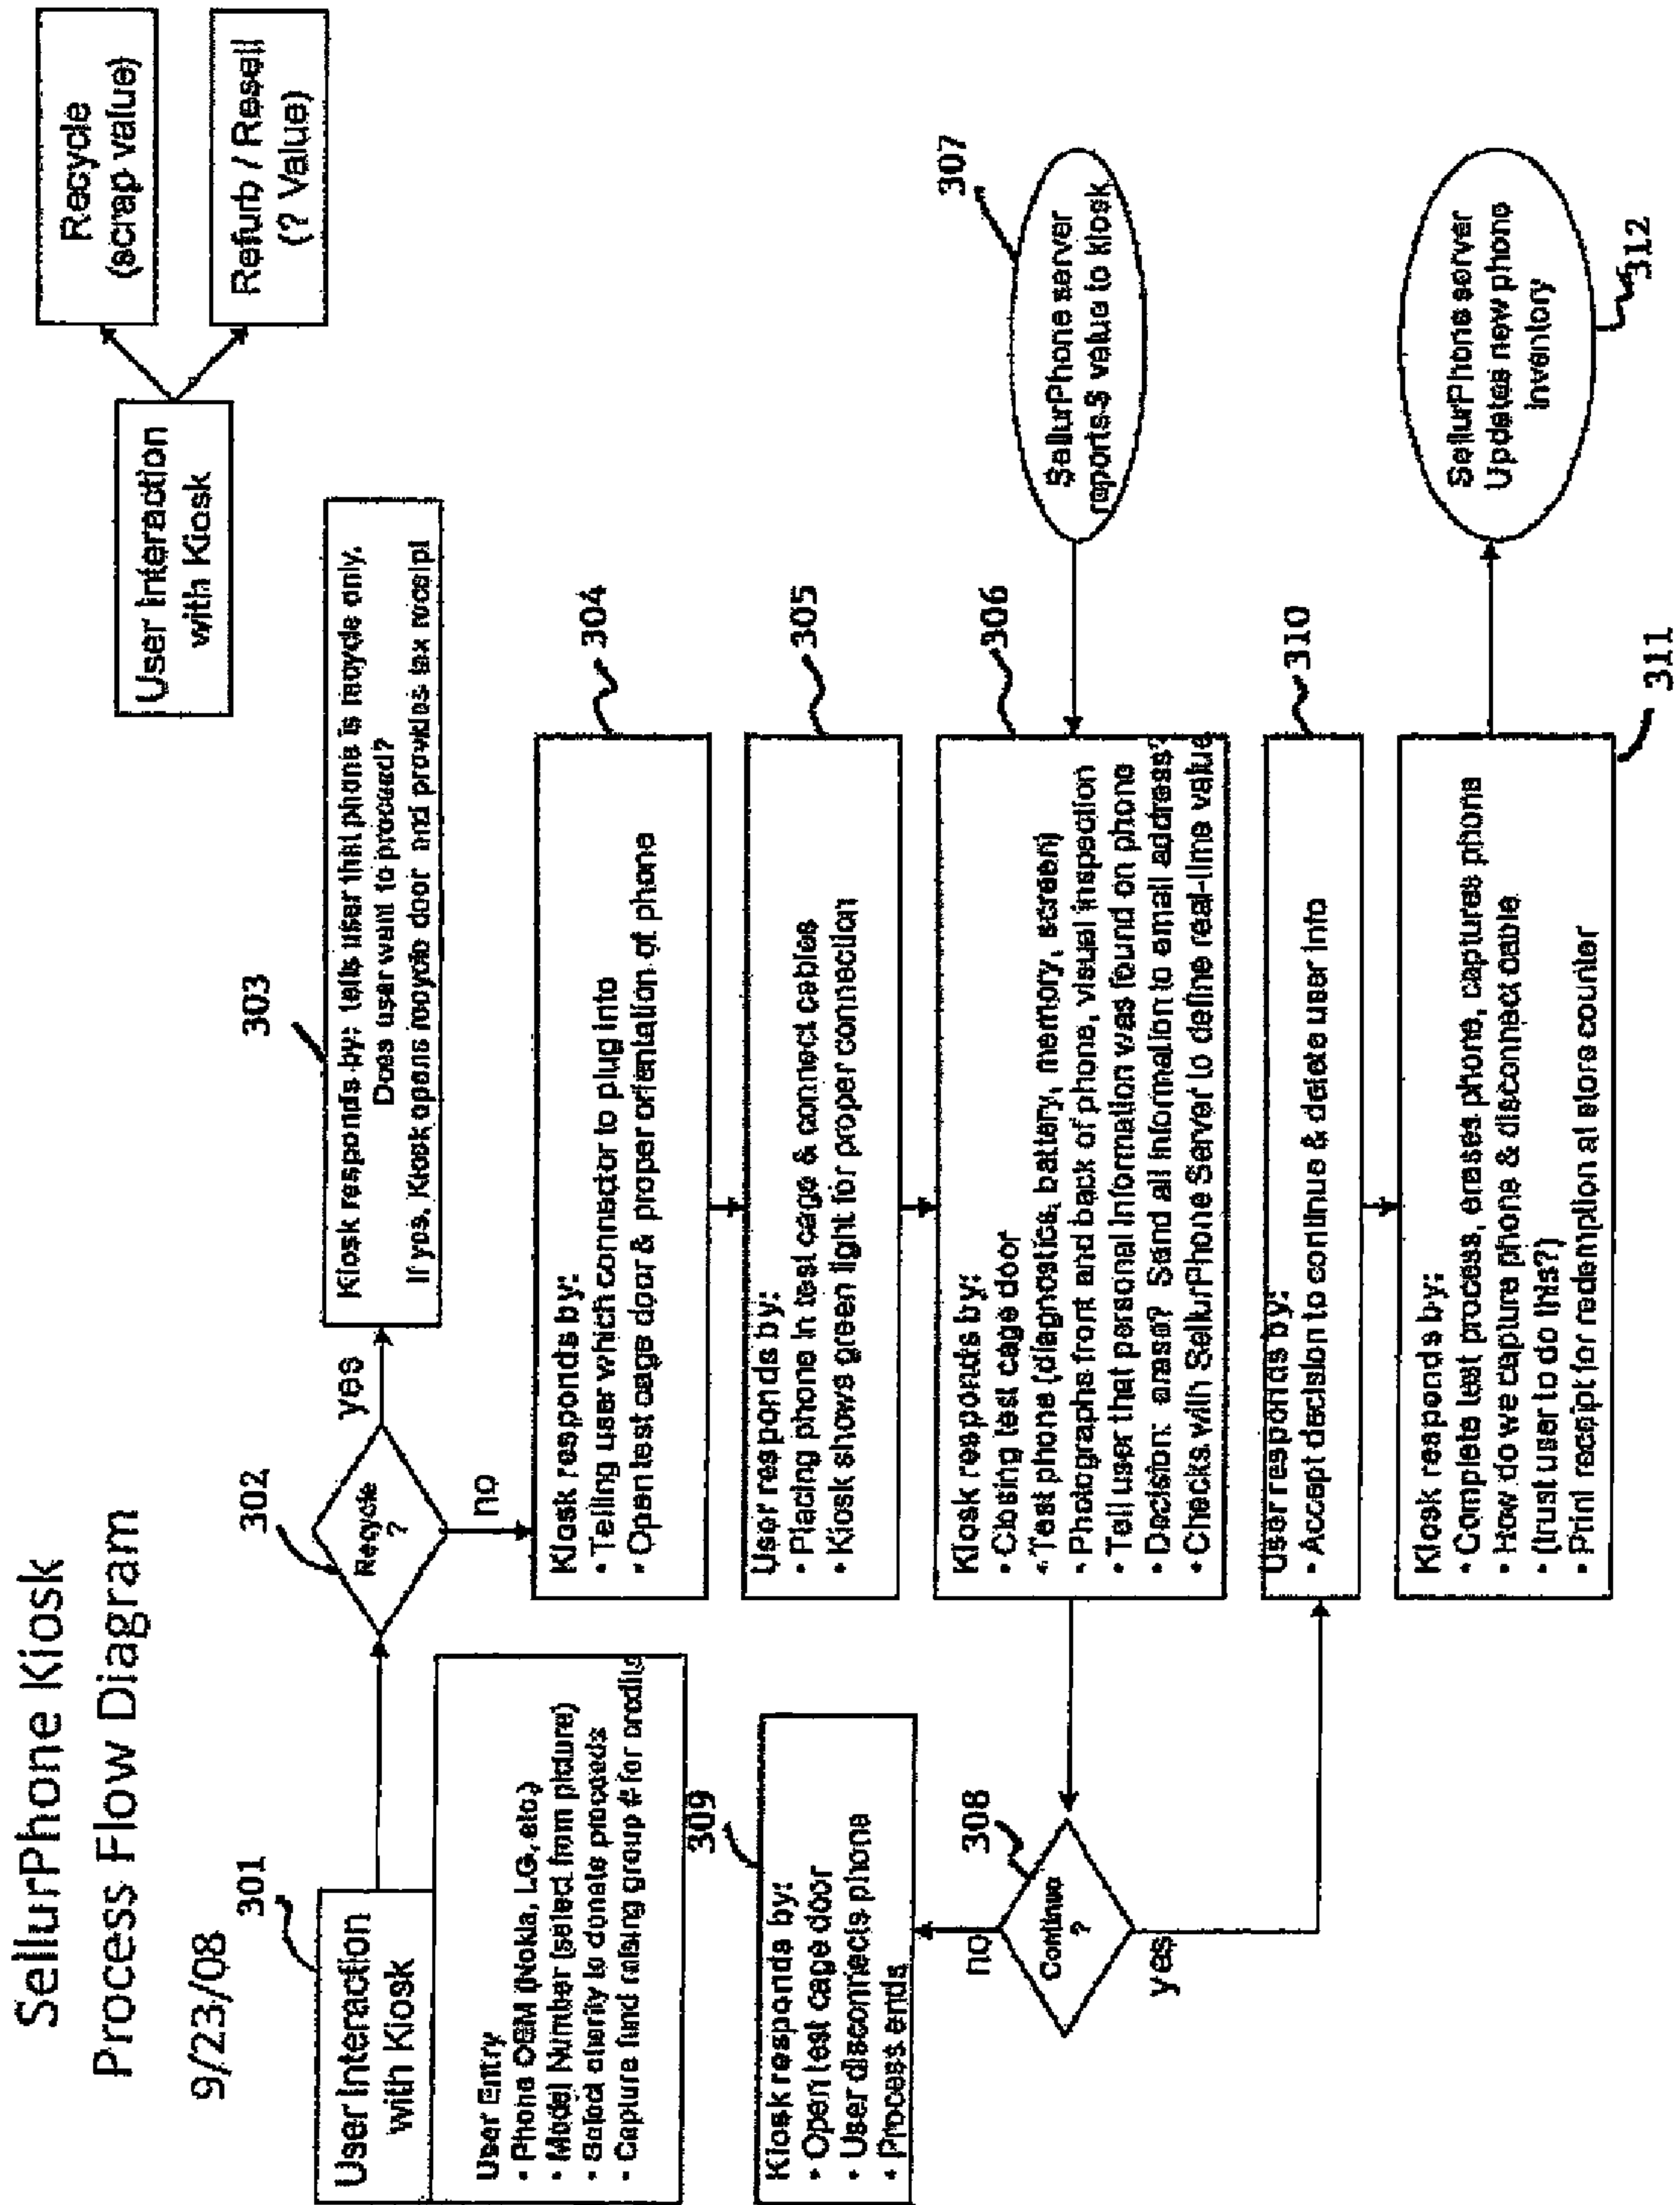 SellurPhone Kiosk
Process Flow Diagram
9/23/08
User Interaction
with Kiosk
Recycle
(scrap value)
Refurb / Resell
(? Value)
301
User Interaction
with Kiosk
User Entry
• Phone OEM (Nokia, LG, etc.)
• Model Number (select from picture)
• Select charity to donate proceeds
• Capture fund raising group # for credits
302
Recycle
?
yes
no
303
Kiosk responds by: tells user that phone is recycle only.
Does user want to proceed?
If yes, Kiosk opens recycle door and provides tax receipt
304
Kiosk responds by:
• Telling user which connector to plug into
• Open test cage door & proper orientation of phone
305
User responds by:
• Placing phone in test cage & connect cables
• Kiosk shows green light for proper connection
306
Kiosk responds by:
• Closing test cage door
• Test phone (diagnostics, battery, memory, screen)
• Photographs front and back of phone, visual inspection
• Tell user that personal information was found on phone
• Decision: erase? Send all information to email address?
• Checks with SellurPhone Server to define real-time value
307
SellurPhone server
reports $ value to kiosk
308
Continue
?
no
yes
309
Kiosk responds by:
• Open test cage door
• User disconnects phone
• Process ends
310
User responds by:
• Accept decision to continue & delete user into
311
Kiosk responds by:
• Complete test process, erases phone, captures phone
• How do we capture phone & disconnect cable
• (trust user to do this?)
• Print receipt for redemption at store counter
312
SellurPhone server
Updates new phone
inventory